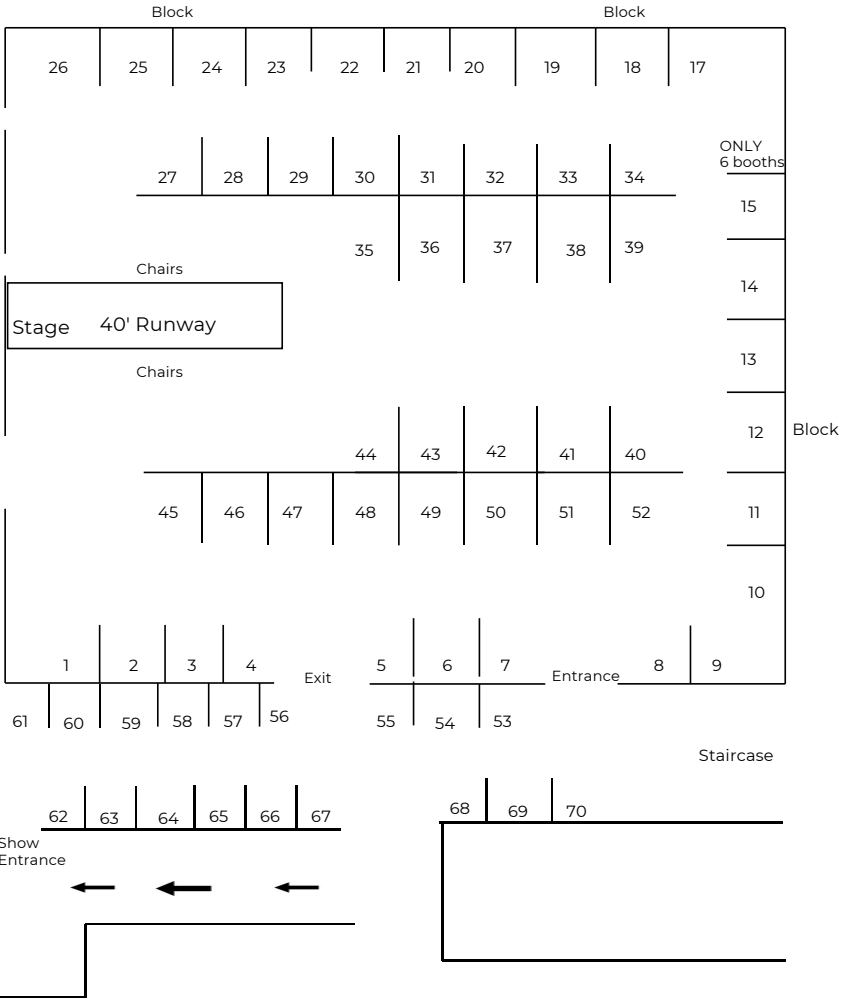 Block Block
26 25 24 23 22 21 20 19 18 17
ONLY
6 booths
27 28 29 30 31 32 33 34
15
35 36 37 38 39
Chairs
14
Stage 40' Runway
13
Chairs
12 Block
44 43 42 41 40
45 46 47 48 49 50 51 52 11
10
1 2 3 4 5 6 7 8 9
Exit Entrance
61 60 59 58 57 56 55 54 53
Staircase
62 63 64 65 66 67 68 69 70
Show
Entrance